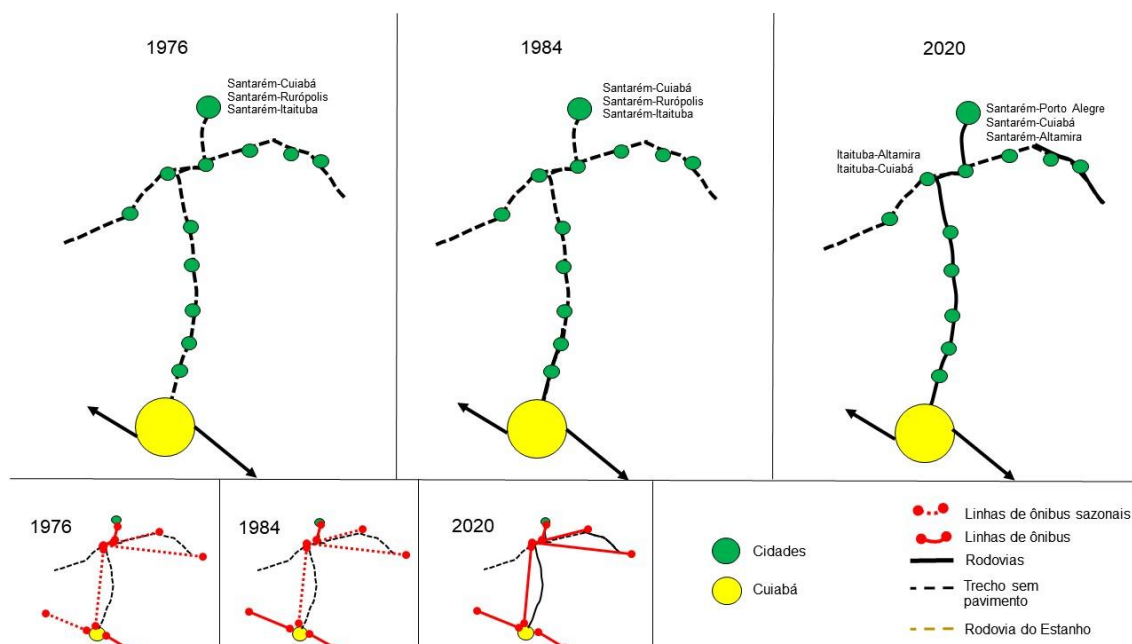 1976
Santarém-Cuiabá
Santarém-Rurópolis
Santarém-Itaituba
1984
Santarém-Cuiabá
Santarém-Rurópolis
Santarém-Itaituba
2020
Santarém-Porto Alegre
Santarém-Cuiabá
Santarém-Altamira
Itaituba-Altamira
Itaituba-Cuiabá
1976
1984
2020
Cidades
Cuiabá
Linhas de ônibus sazonais
Linhas de ônibus
Rodovias
Trecho sem
pavimento
Rodovia do Estanho